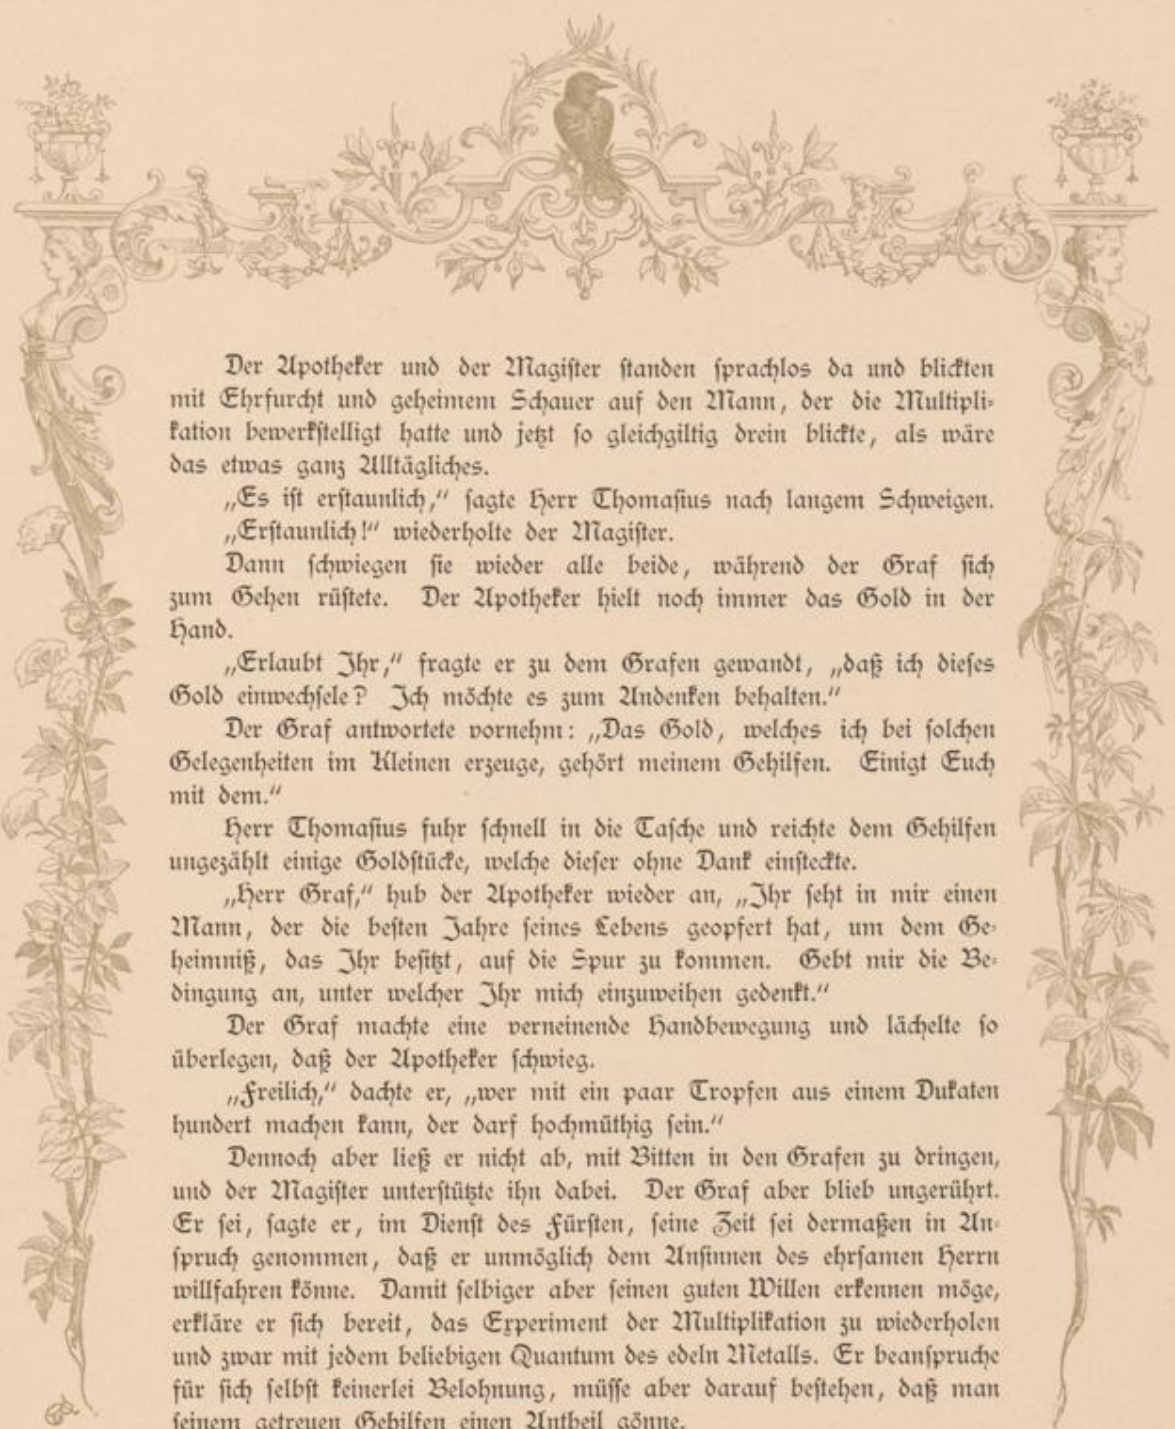 Der Apotheker und der Magister standen sprachlos da und blickten
mit Ehrfurcht und geheimem Schauer auf den Mann, der die Multipli-
kation bewerkstelligt hatte und jetzt so gleichgiltig drein blickte, als wäre
das etwas ganz Alltägliches.
„Es ist erstaunlich,“ sagte Herr Thomasius nach langem Schweigen.
„Erstaunlich!“ wiederholte der Magister.
Dann schwiegen sie wieder alle beide, während der Graf sich
zum Gehen rüstete. Der Apotheker hielt noch immer das Gold in der
Hand.
„Erlaubt Ihr,“ fragte er zu dem Grafen gewandt, „daß ich dieses
Gold einwechsele? Ich möchte es zum Andenken behalten.“
Der Graf antwortete vornehm: „Das Gold, welches ich bei solchen
Gelegenheiten im Kleinen erzeuge, gehört meinem Gehilfen. Einigt Euch
mit dem.“
Herr Thomasius fuhr schnell in die Tasche und reichte dem Gehilfen
ungezählt einige Goldstücke, welche dieser ohne Dank einsteckte.
„Herr Graf,“ hub der Apotheker wieder an, „Ihr seht in mir einen
Mann, der die besten Jahre seines Lebens geopfert hat, um dem Ge-
heimniß, das Ihr besitzt, auf die Spur zu kommen. Gebt mir die Be-
dingung an, unter welcher Ihr mich einzuweihen gedenkt.“
Der Graf machte eine verneinende Handbewegung und lächelte so
überlegen, daß der Apotheker schwieg.
„Freilich,“ dachte er, „wer mit ein paar Tropfen aus einem Dukaten
hundert machen kann, der darf hochmüthig sein.“
Dennoch aber ließ er nicht ab, mit Bitten in den Grafen zu dringen,
und der Magister unterstützte ihn dabei. Der Graf aber blieb ungerührt.
Er sei, sagte er, im Dienst des Fürsten, seine Zeit sei dermaßen in An-
spruch genommen, daß er unmöglich dem Ansinnen des ehrsamen Herrn
willfahren könne. Damit selbiger aber seinen guten Willen erkennen möge,
erkläre er sich bereit, das Experiment der Multiplikation zu wiederholen
und zwar mit jedem beliebigen Quantum des edeln Metalls. Er beanspruche
für sich selbst keinerlei Belohnung, müsse aber darauf bestehen, daß man
seinem getreuen Gehilfen einen Antheil gönne.